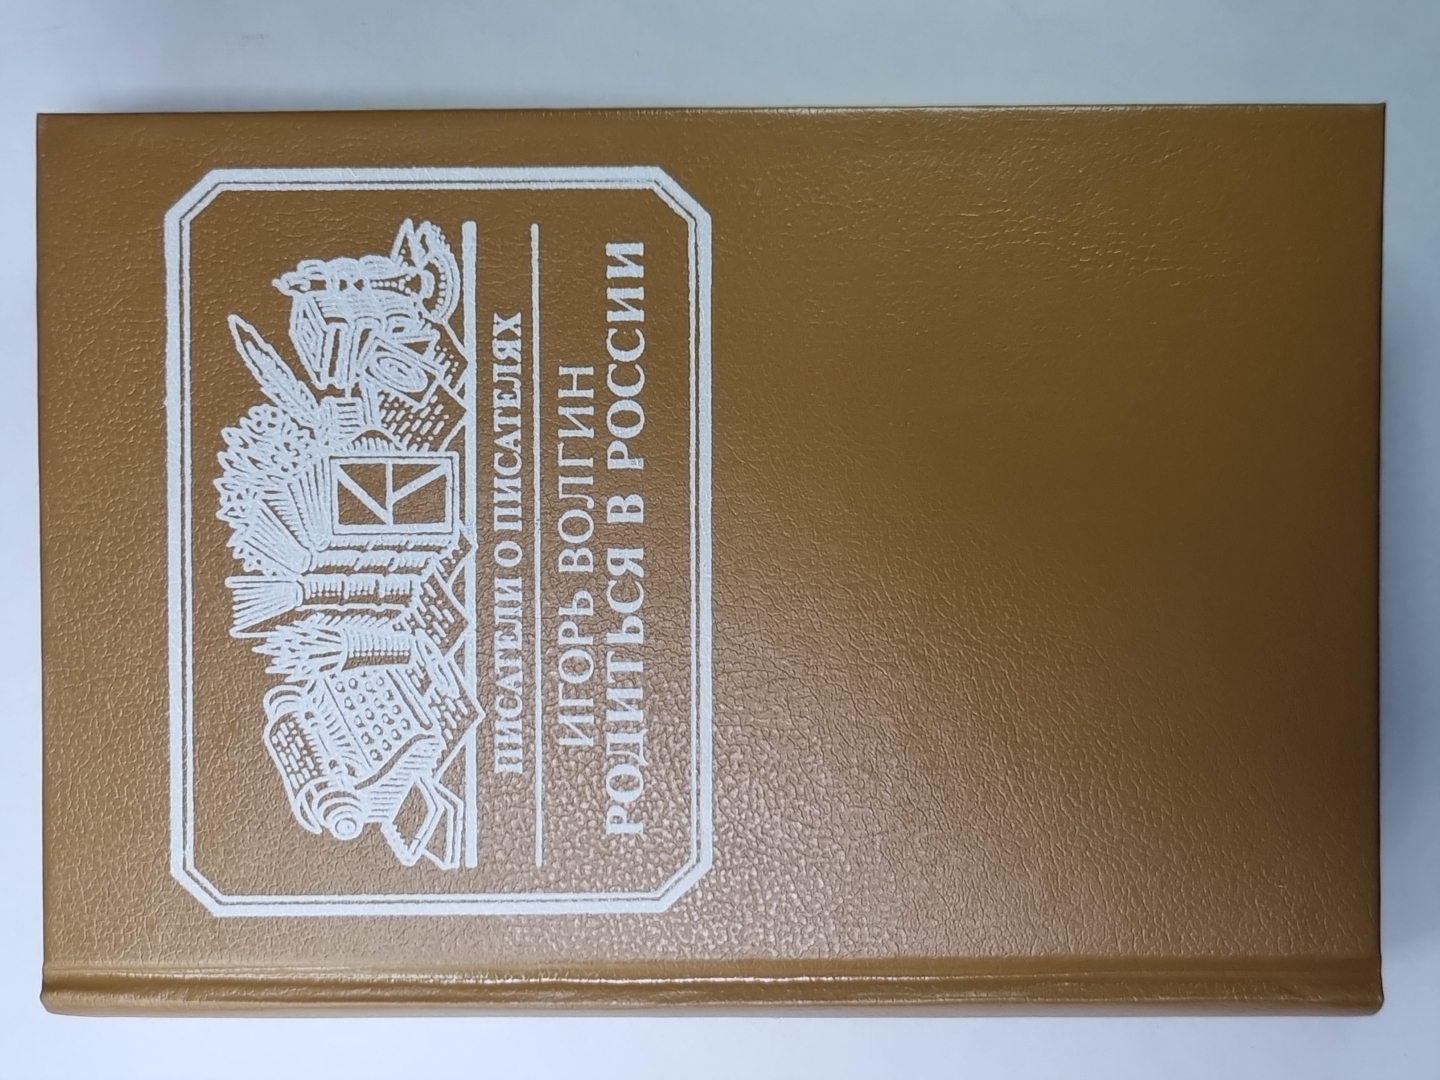 ПИСАТЕЛИ О ПИСАТЕЛЯХ
ИГОРЬ ВОЛГИН
РОДИТЬСЯ В РОССИИ